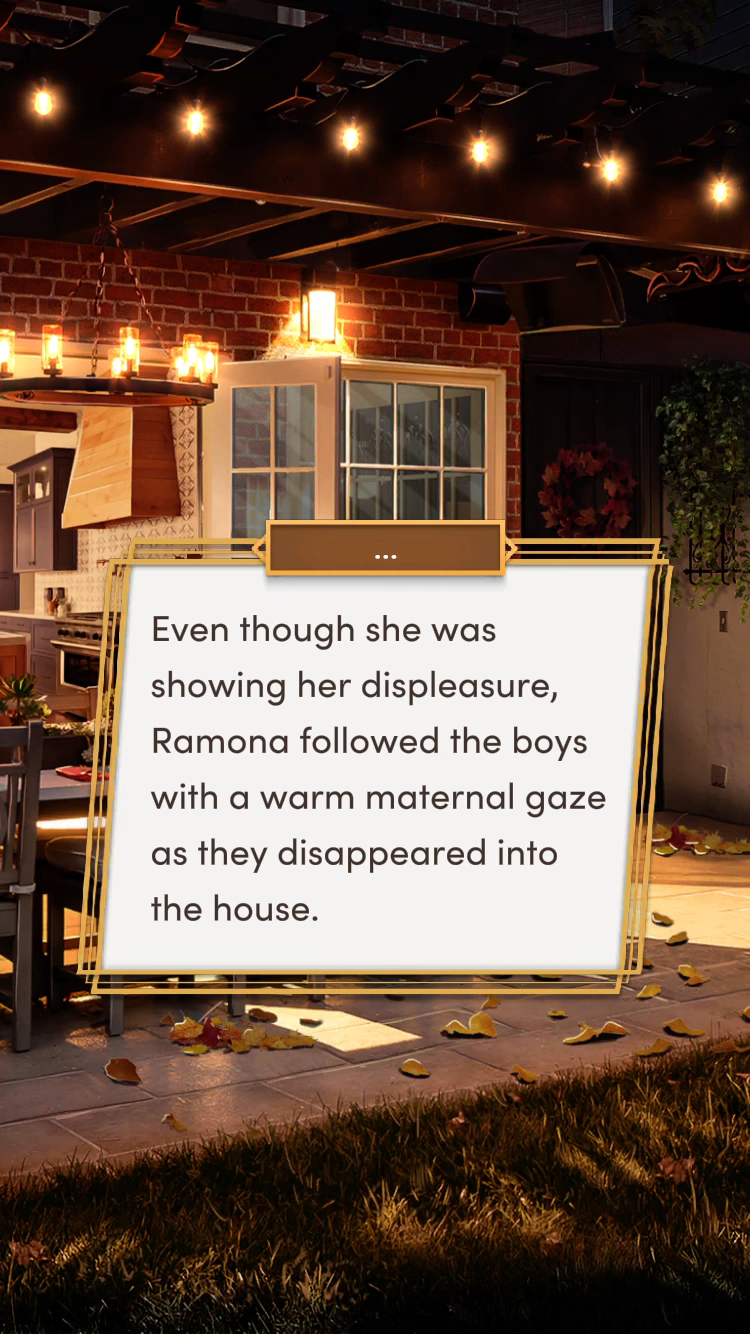 ...
Even though she was
showing her displeasure,
Ramona followed the boys
with a warm maternal gaze
as they disappeared into
the house.